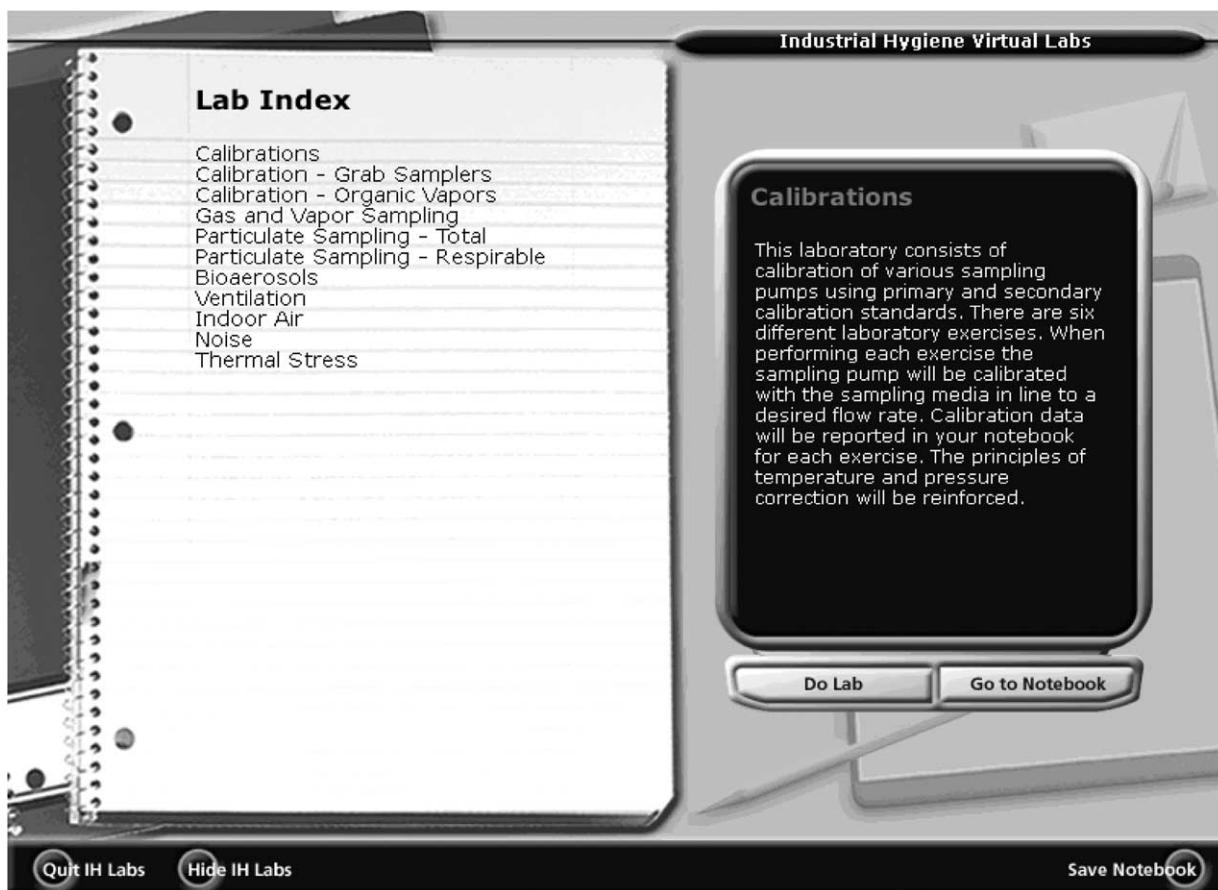 Industrial Hygiene Virtual Labs
Lab Index
Calibrations
Calibration - Grab Samplers
Calibration - Organic Vapors
Gas and Vapor Sampling
Particulate Sampling - Total
Particulate Sampling - Respirable
Bioaerosols
Ventilation
Indoor Air
Noise
Thermal Stress
Calibrations
This laboratory consists of
calibration of various sampling
pumps using primary and secondary
calibration standards. There are six
different laboratory exercises. When
performing each exercise the
sampling pump will be calibrated
with the sampling media in line to a
desired flow rate. Calibration data
will be reported in your notebook
for each exercise. The principles of
temperature and pressure
correction will be reinforced.
Do Lab
Go to Notebook
Quit IH Labs
Hide IH Labs
Save Notebook